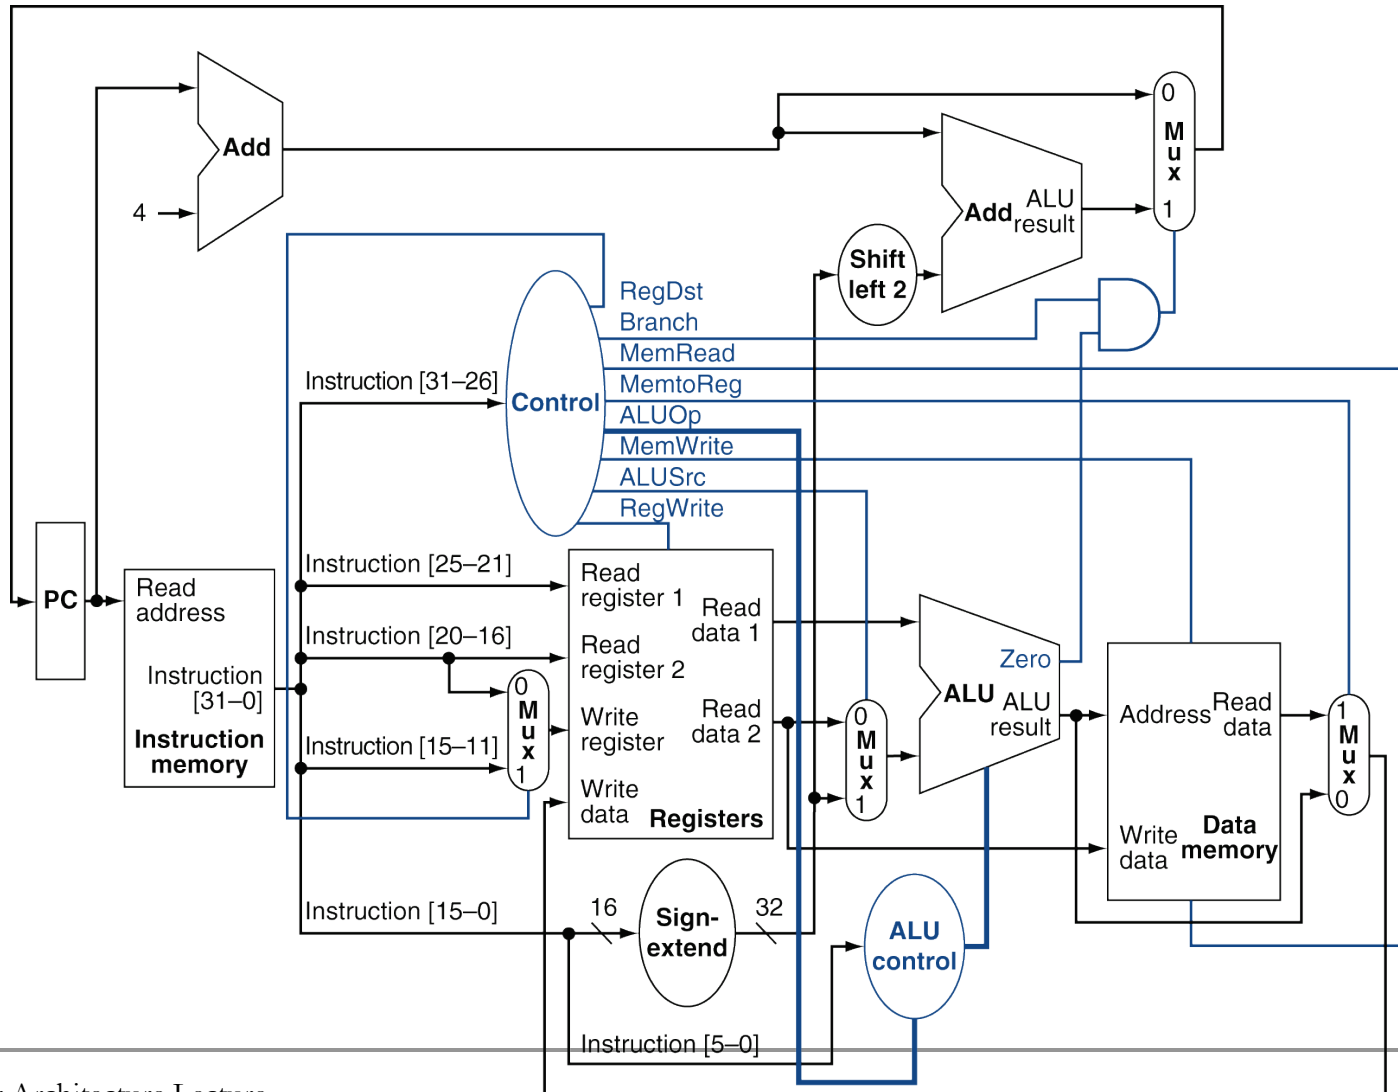 0
M
u
x
1
Add
4
Add
ALU
result
Shift
left 2
RegDst
Branch
MemRead
MemtoReg
ALUOp
MemWrite
ALUSrc
RegWrite
Instruction [31–26]
Control
Instruction [25–21]
Instruction [20–16]
Instruction [15–11]
Instruction [15–0]
Instruction [5–0]
PC
Read
address
Instruction
[31–0]
Instruction
memory
0
M
u
x
1
Read
register 1
Read
register 2
Write
register
Write
data
Read
data 1
Read
data 2
Registers
0
M
u
x
1
Zero
ALU
ALU
result
Address
Read
data
Write
data
Data
memory
1
M
u
x
0
16
Sign-
extend
32
ALU
control
Architecture Lecture